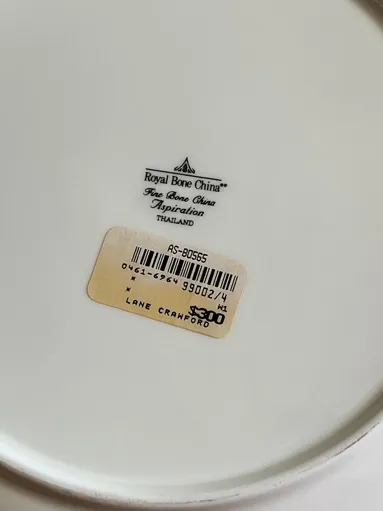 Royal Bone China**
Fine Bone China
Aspiration
THAILAND
AS-80565
0461-6964 99002/4
*
* W1
LANE CRAWFORD $300